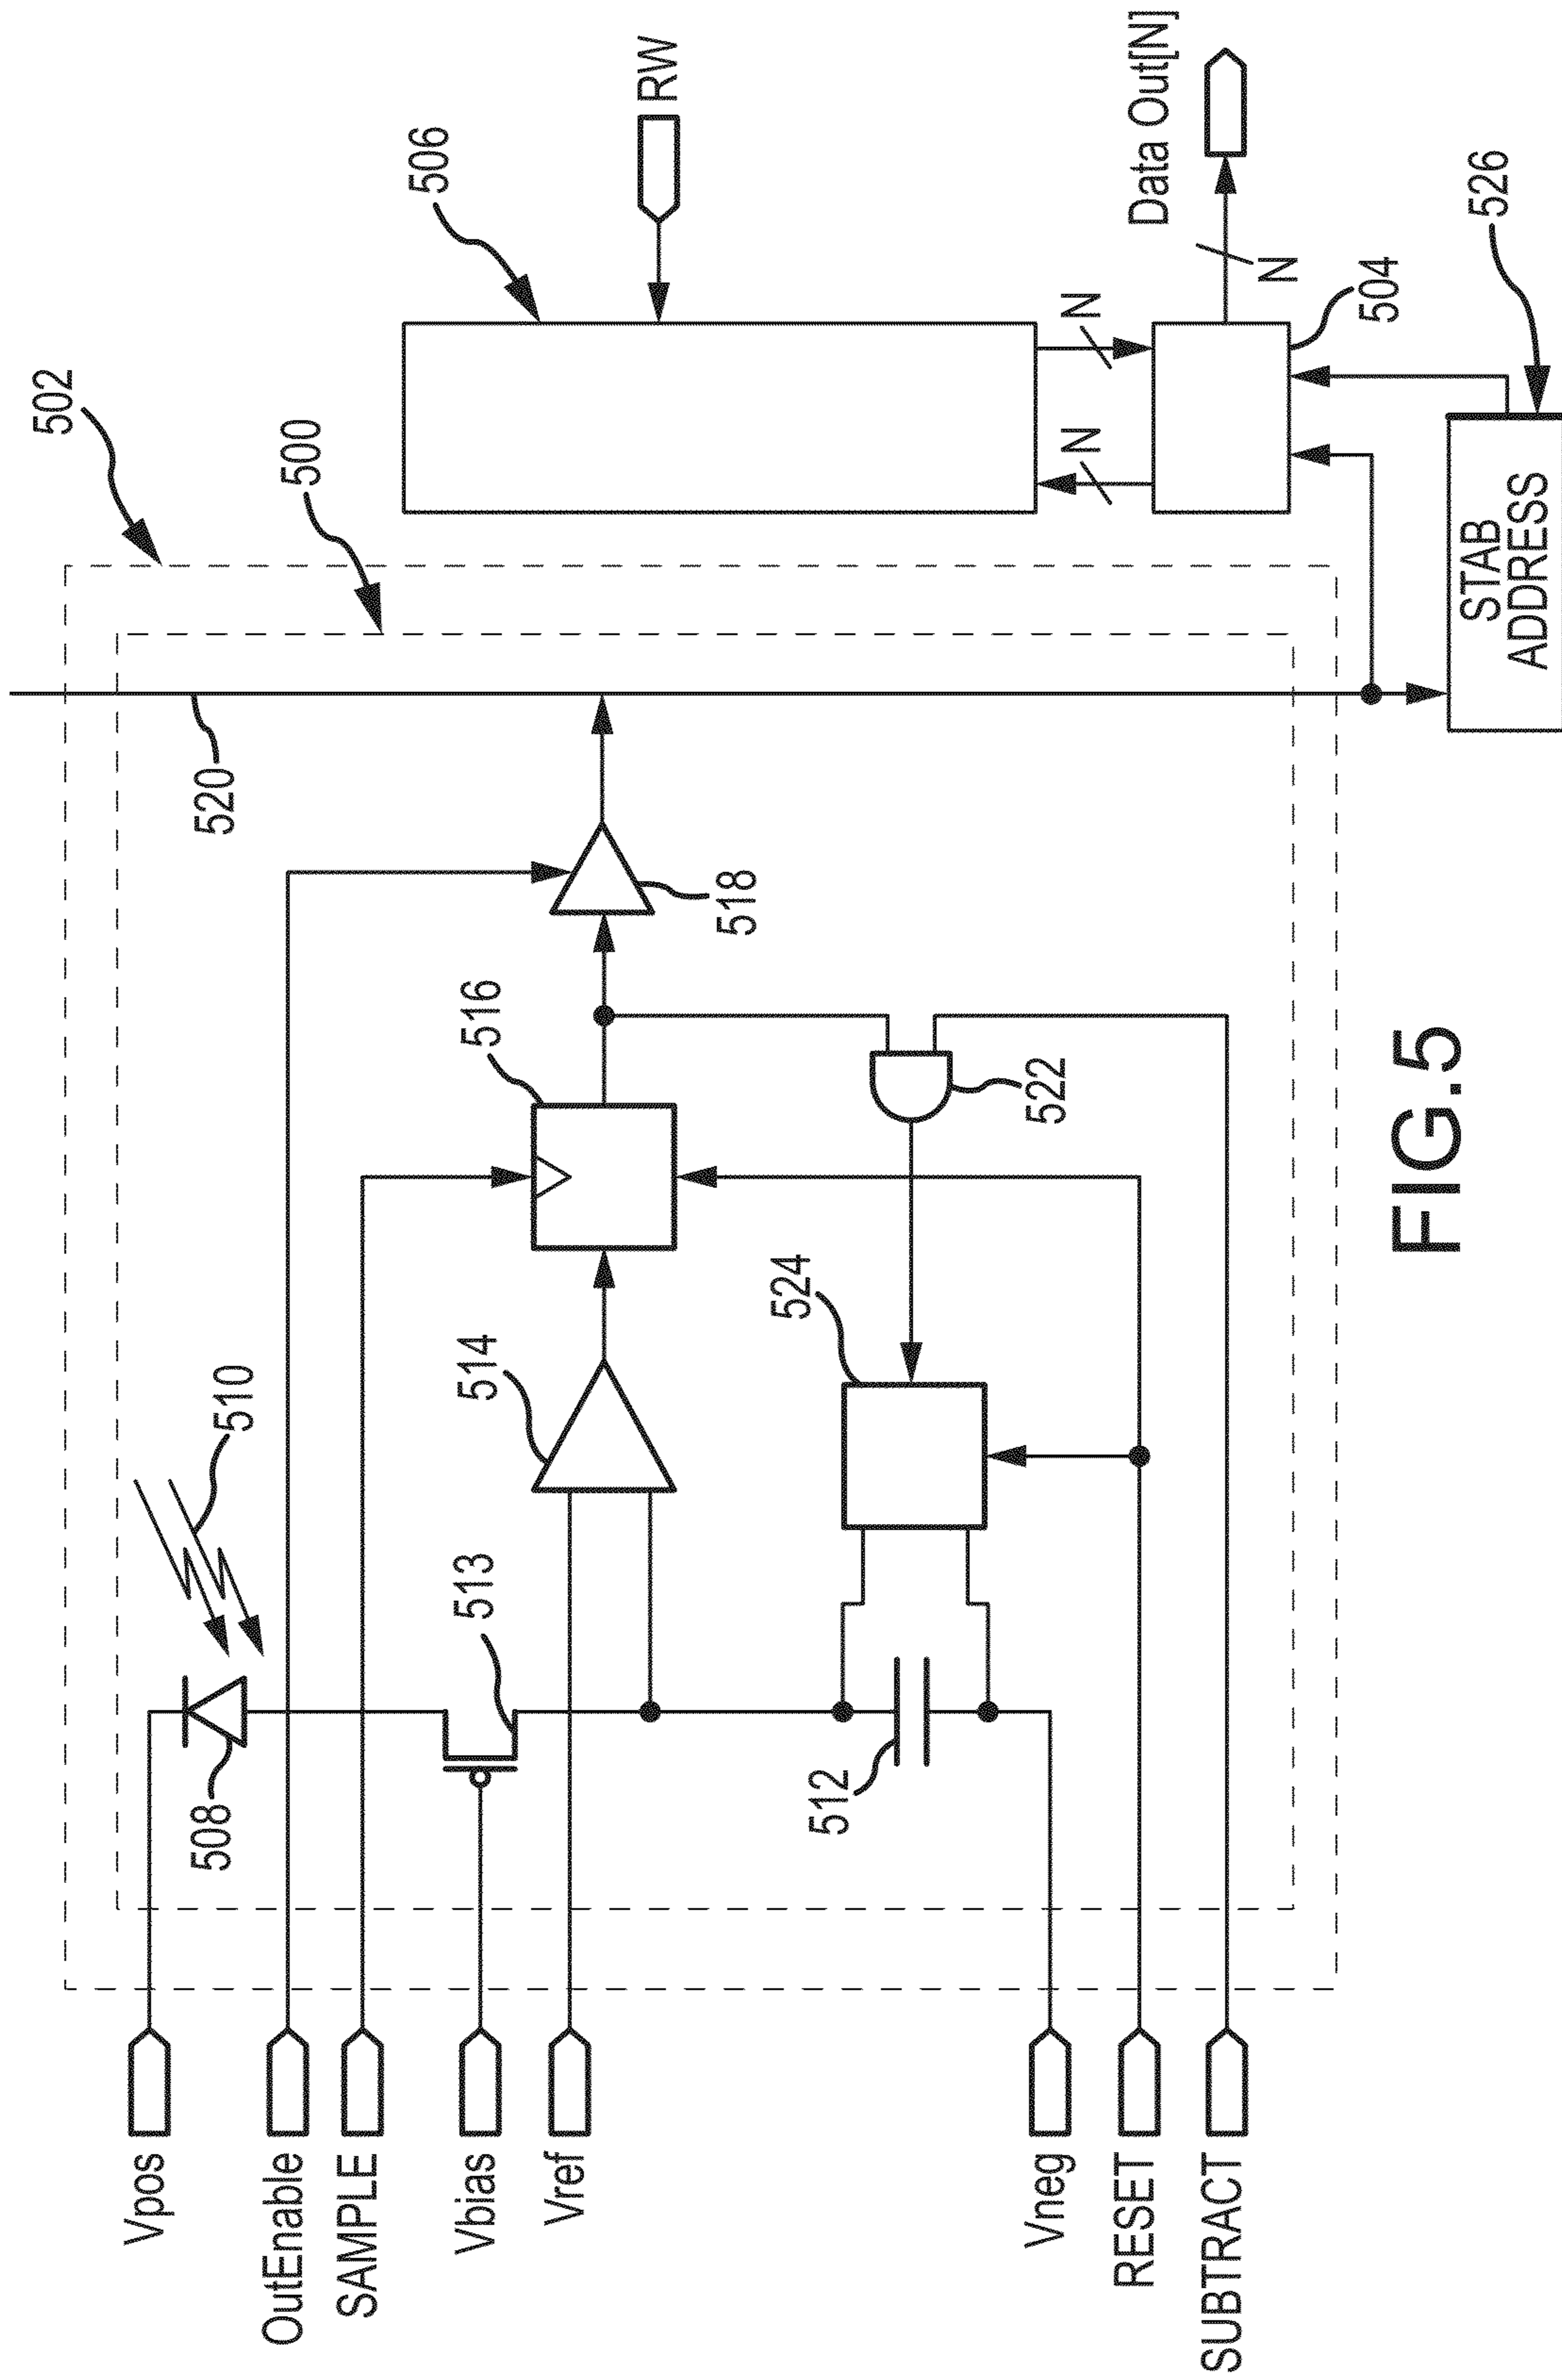 502
500
506
RW
520
510
516
518
514
513
508
524
522
512
N
N
N
Data Out[N]
504
526
STAB
ADDRESS
Vpos
OutEnable
SAMPLE
Vbias
Vref
Vneg
RESET
SUBTRACT
FIG.5